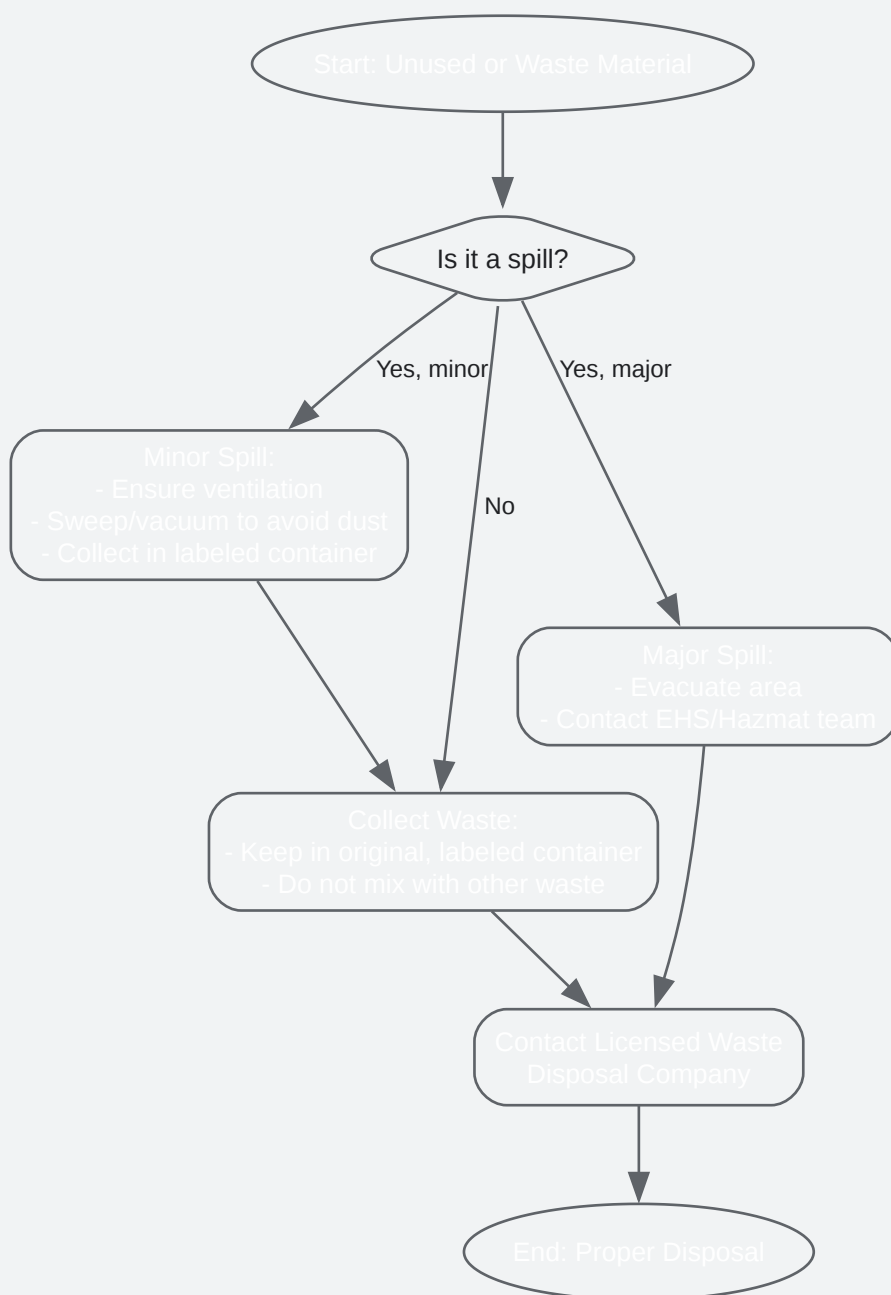 Start: Unused or Waste Material
Is it a spill?
Yes, minor
Yes, major
Minor Spill:
- Ensure ventilation
- Sweep/vacuum to avoid dust
- Collect in labeled container
No
Major Spill:
- Evacuate area
- Contact EHS/Hazmat team
Collect Waste:
- Keep in original, labeled container
- Do not mix with other waste
Contact Licensed Waste
Disposal Company
End: Proper Disposal